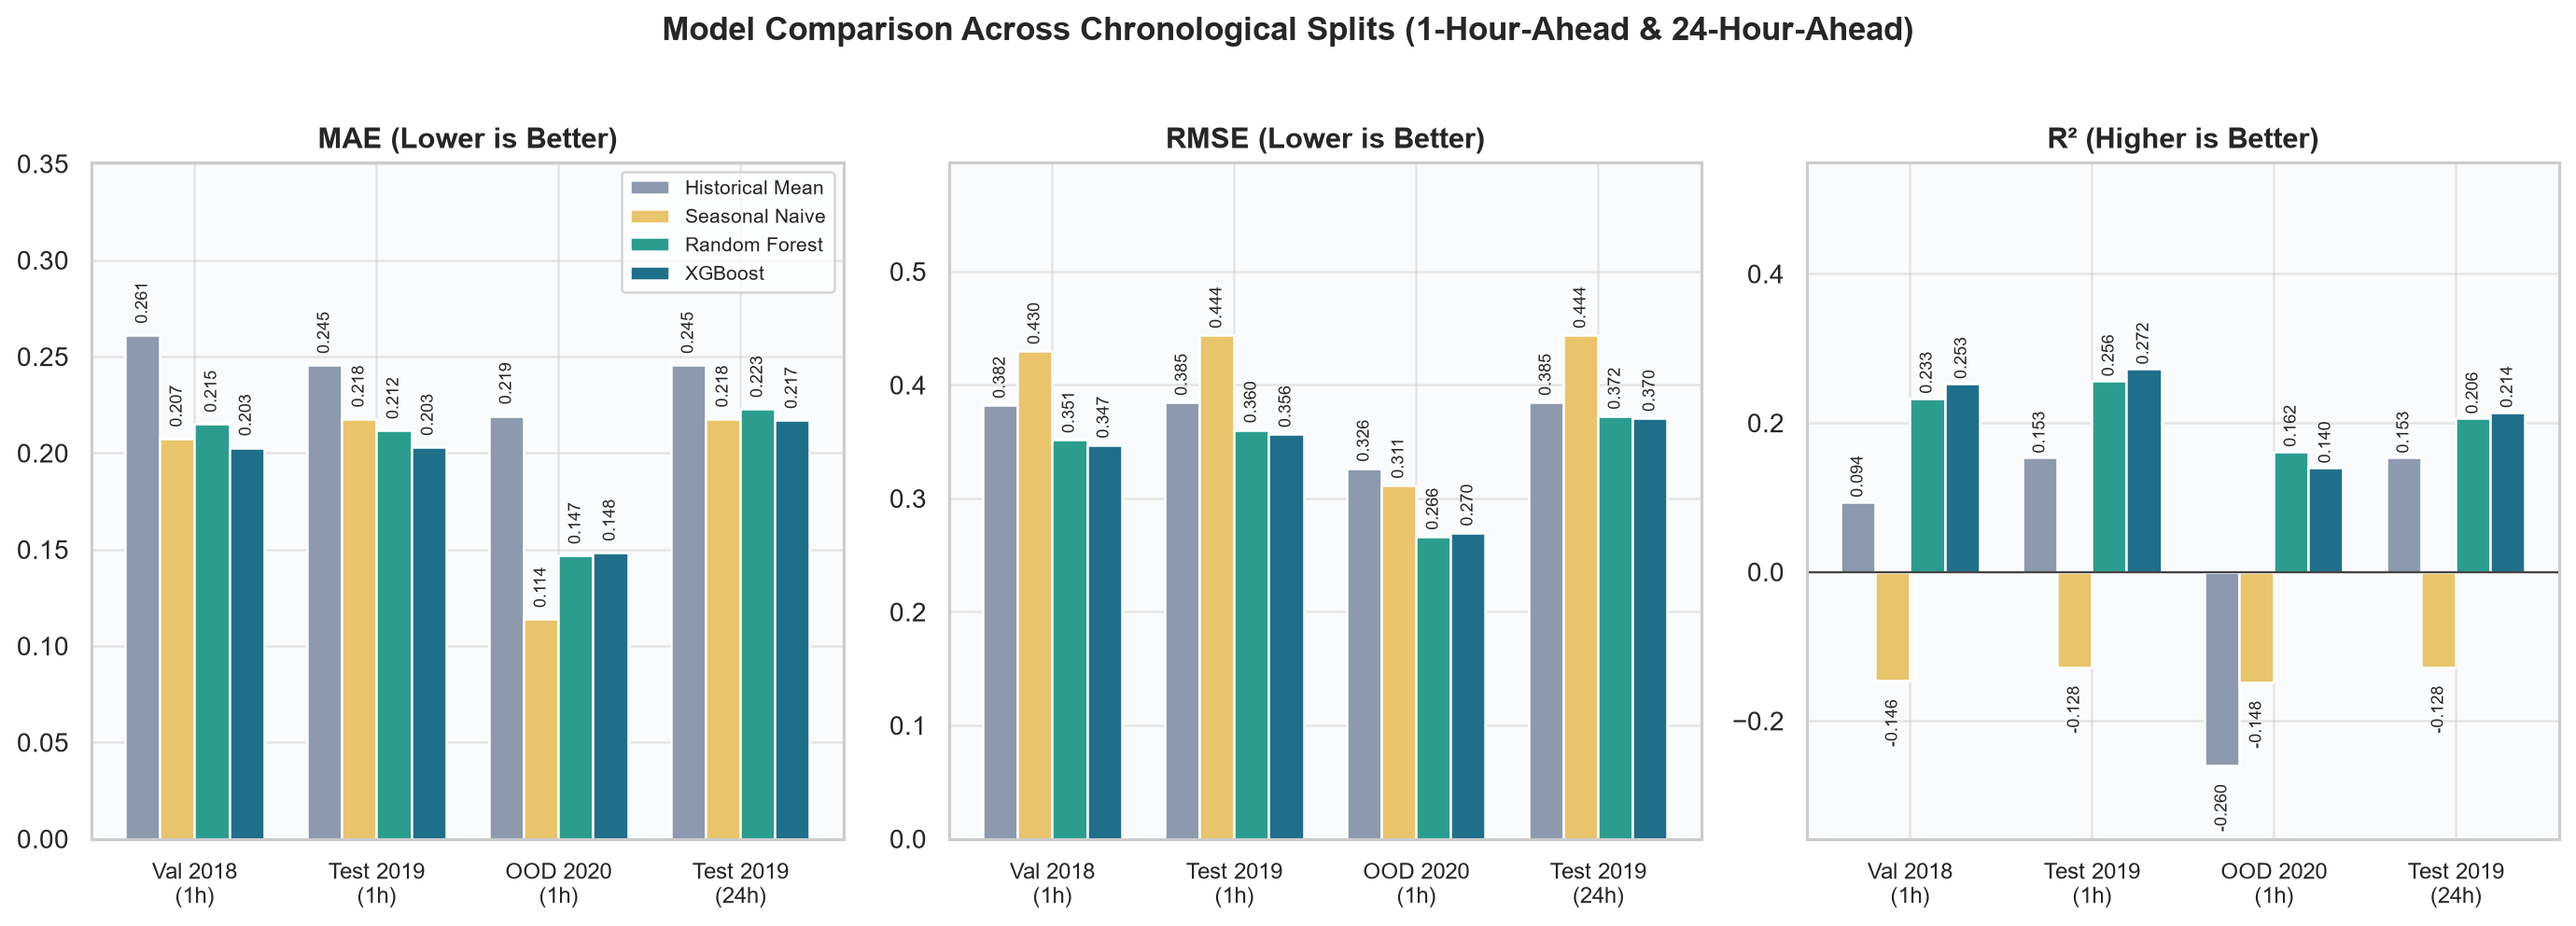 Model Comparison Across Chronological Splits (1-Hour-Ahead & 24-Hour-Ahead)
MAE (Lower is Better)
0.35
0.30
0.25
0.20
0.15
0.10
0.05
0.00
Historical Mean
Seasonal Naive
Random Forest
XGBoost
0.261
0.207
0.215
0.203
0.245
0.218
0.212
0.203
0.219
0.114
0.147
0.148
0.245
0.218
0.223
0.217
Val 2018
(1h)
Test 2019
(1h)
OOD 2020
(1h)
Test 2019
(24h)
RMSE (Lower is Better)
0.5
0.4
0.3
0.2
0.1
0.0
0.382
0.430
0.351
0.347
0.385
0.444
0.360
0.356
0.326
0.311
0.266
0.270
0.385
0.444
0.372
0.370
Val 2018
(1h)
Test 2019
(1h)
OOD 2020
(1h)
Test 2019
(24h)
R² (Higher is Better)
0.4
0.2
0.0
−0.2
0.094
-0.146
0.233
0.253
0.153
-0.128
0.256
0.272
-0.260
-0.148
0.162
0.140
0.153
-0.128
0.206
0.214
Val 2018
(1h)
Test 2019
(1h)
OOD 2020
(1h)
Test 2019
(24h)